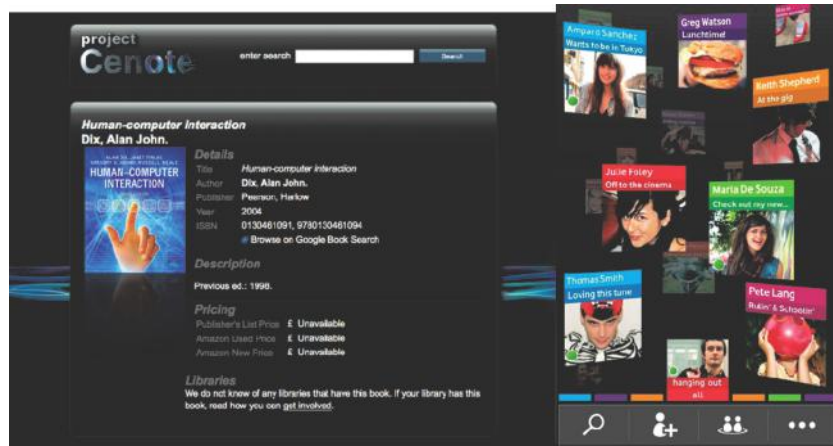 project
Cenote
enter search
Search
Human-computer interaction
Dix, Alan John.
HUMAN-COMPUTER
INTERACTION
Details
Title Human-computer interaction
Author Dix, Alan John.
Publisher Pearson, Harlow
Year 2004
ISBN 0130461091, 9780130461094
Browse on Google Book Search
Description
Previous ed.: 1998.
Pricing
Publisher's List Price £ Unavailable
Amazon Used Price £ Unavailable
Amazon New Price £ Unavailable
Libraries
We do not know of any libraries that have this book. If your library has this
book, read how you can get involved.
Amparo Sanchez
Wants to be in Tokyo
Greg Watson
Lunchtime!
Keith Shepherd
At the gig
Julie Foley
Off to the cinema
Maria De Souza
Check out my new...
Thomas Smith
Loving this tune
Pete Lang
hanging out
all